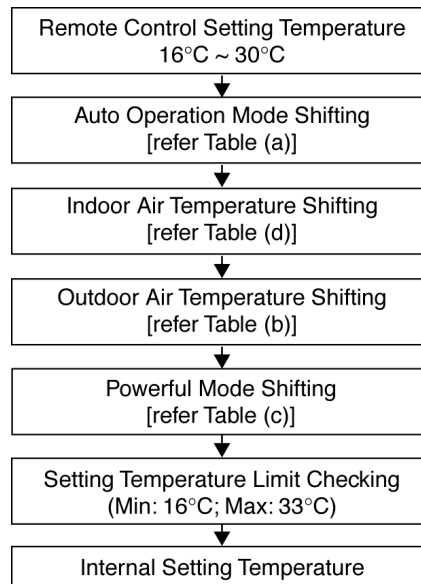 Remote Control Setting Temperature
16°C ~ 30°C
Auto Operation Mode Shifting
[refer Table (a)]
Indoor Air Temperature Shifting
[refer Table (d)]
Outdoor Air Temperature Shifting
[refer Table (b)]
Powerful Mode Shifting
[refer Table (c)]
Setting Temperature Limit Checking
(Min: 16°C; Max: 33°C)
Internal Setting Temperature